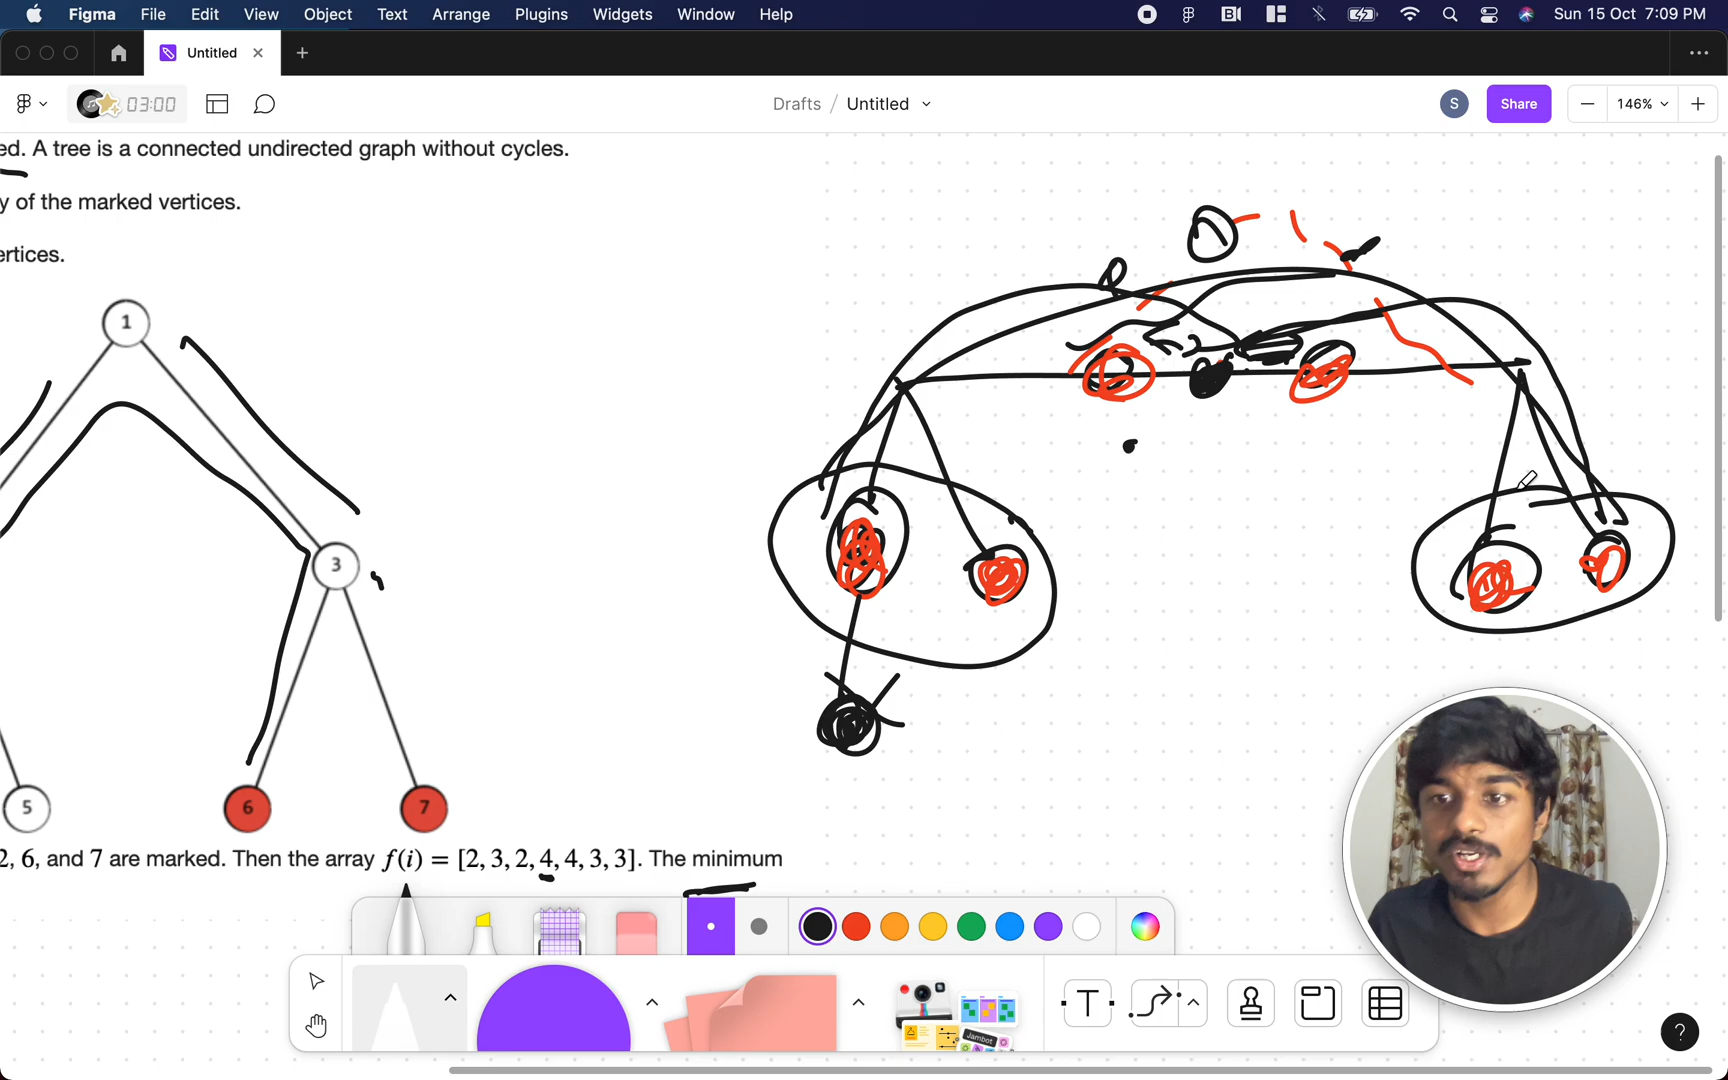 Figma File Edit View Object Text Arrange Plugins Widgets Window Help Sun 15 Oct 7:09 PM
Untitled
03:00 Drafts / Untitled S Share 146%
ed. A tree is a connected undirected graph without cycles.
y of the marked vertices.
ertices.
1
3
5 6 7
2, 6, and 7 are marked. Then the array f(i) = [2, 3, 2, 4, 4, 3, 3]. The minimum
T
Jambot
?